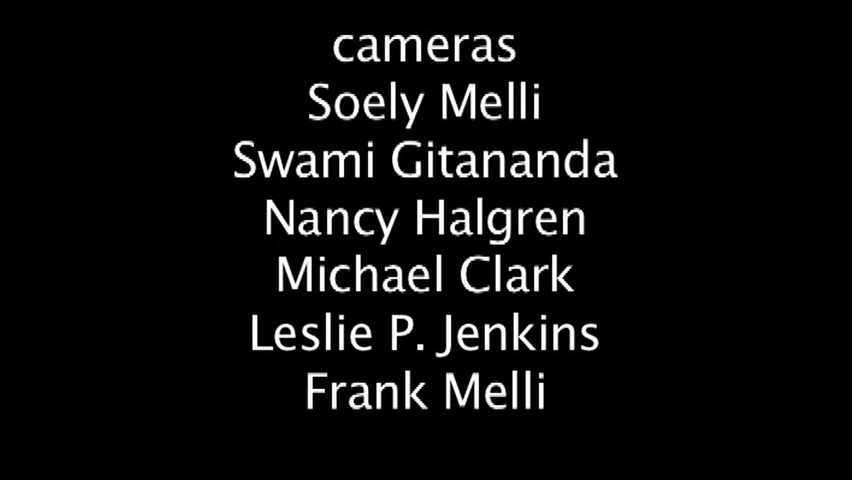 cameras
Soely Melli
Swami Gitananda
Nancy Halgren
Michael Clark
Leslie P. Jenkins
Frank Melli